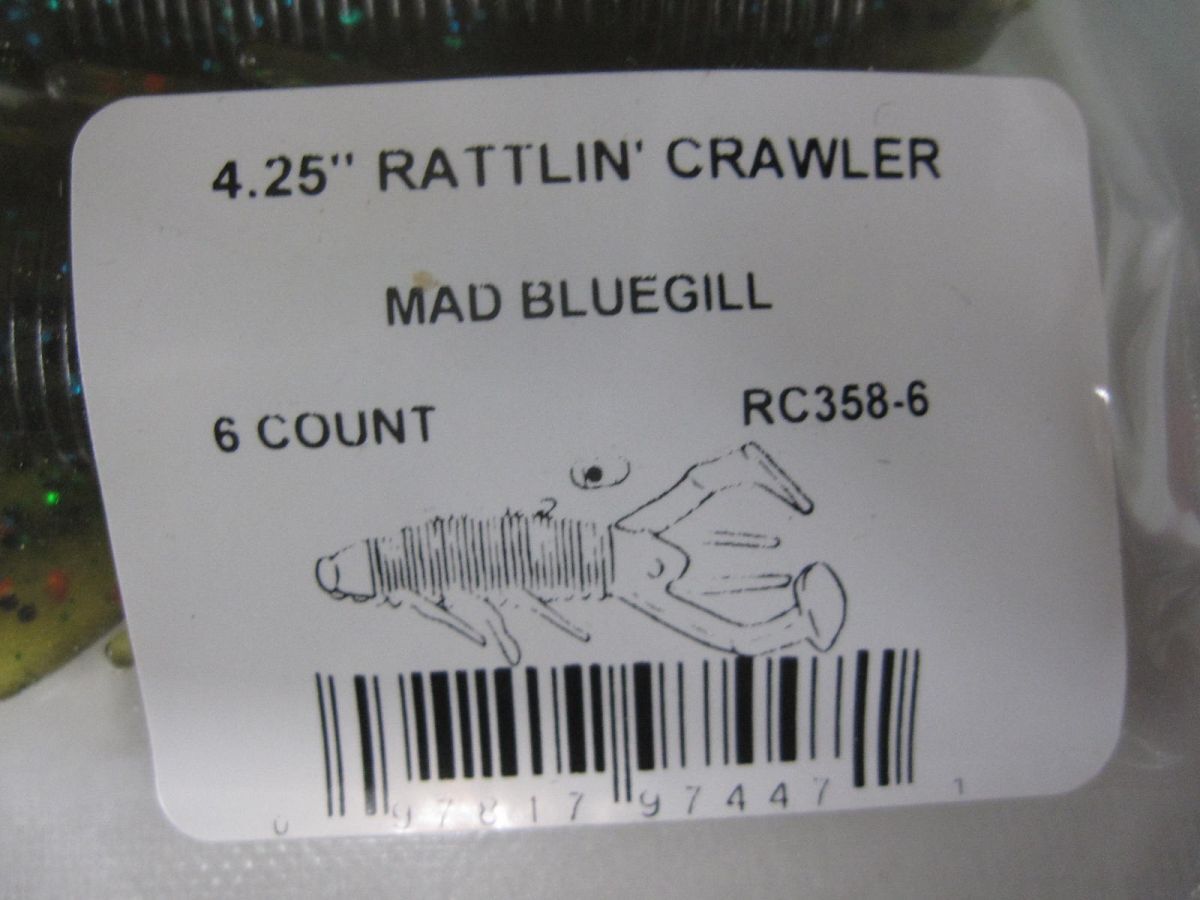 4.25" RATTLIN' CRAWLER
MAD BLUEGILL
6 COUNT
RC358-6
0 97817 97447 1